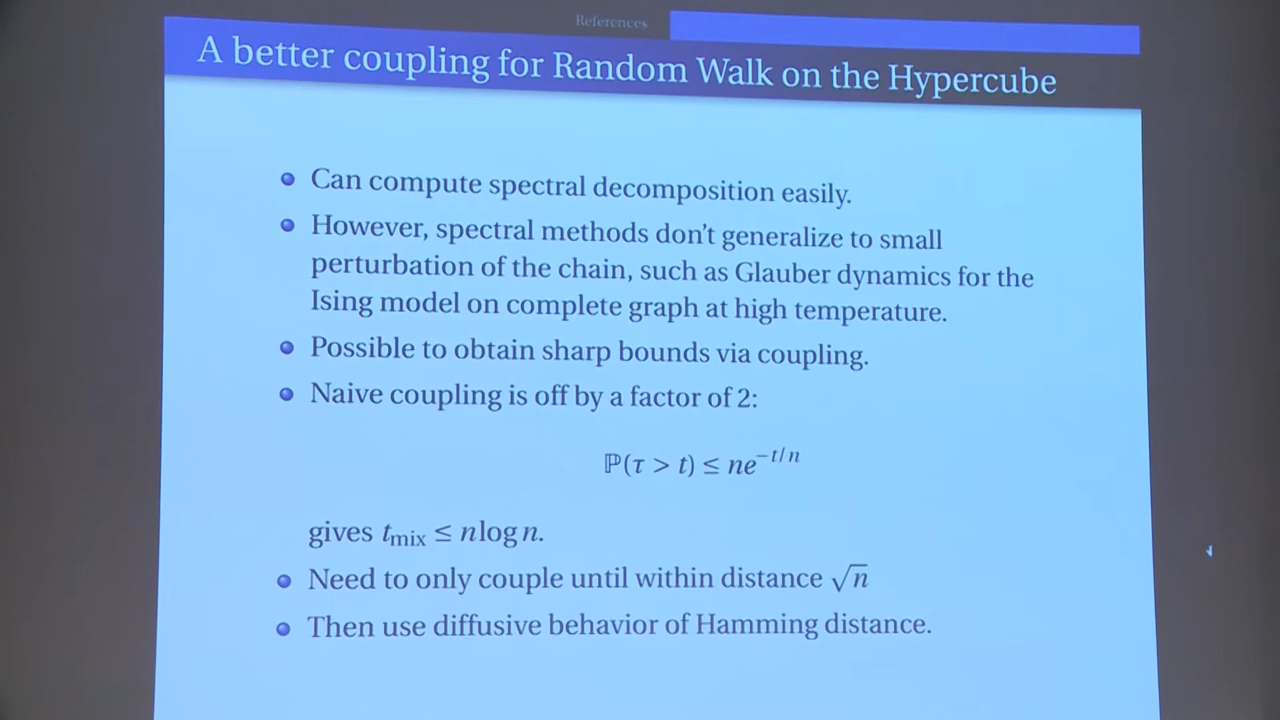 References
A better coupling for Random Walk on the Hypercube
Can compute spectral decomposition easily.
However, spectral methods don't generalize to small
perturbation of the chain, such as Glauber dynamics for the
Ising model on complete graph at high temperature.
Possible to obtain sharp bounds via coupling.
Naive coupling is off by a factor of 2:
ℙ(τ > t) ≤ ne^{-t/n}
gives t_{mix} ≤ n log n.
Need to only couple until within distance √n
Then use diffusive behavior of Hamming distance.